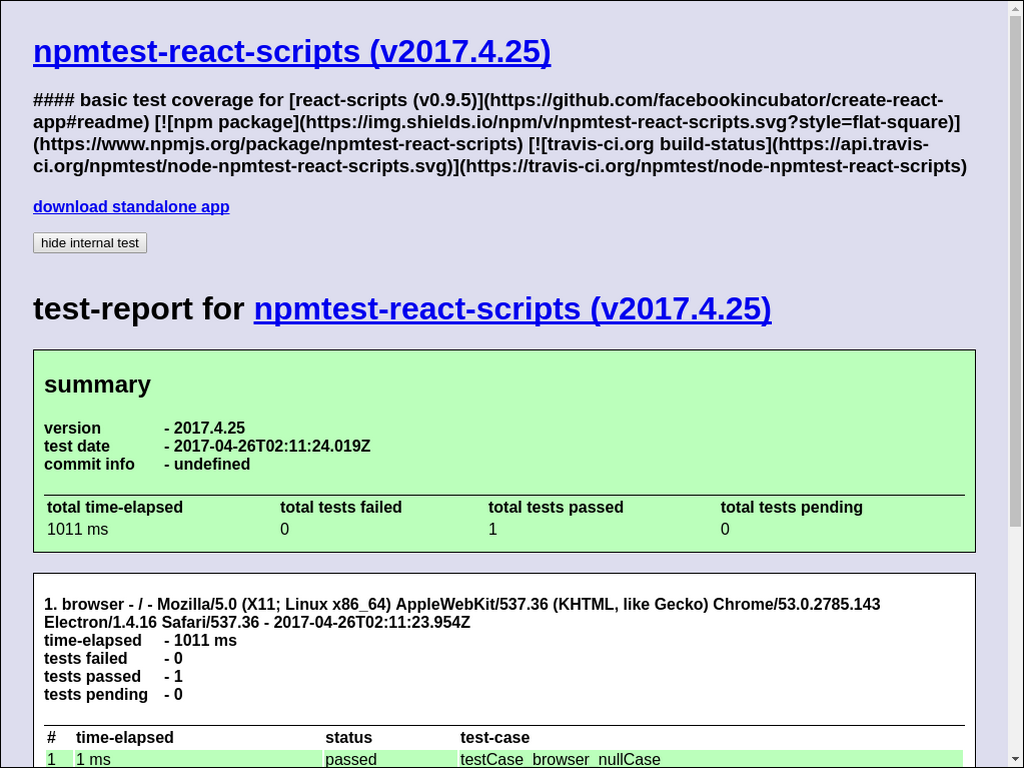 npmtest-react-scripts (v2017.4.25)
#### basic test coverage for [react-scripts (v0.9.5)](https://github.com/facebookincubator/create-react-
app#readme) [![npm package](https://img.shields.io/npm/v/npmtest-react-scripts.svg?style=flat-square)]
(https://www.npmjs.org/package/npmtest-react-scripts) [![travis-ci.org build-status](https://api.travis-
ci.org/npmtest/node-npmtest-react-scripts.svg)](https://travis-ci.org/npmtest/node-npmtest-react-scripts)
download standalone app
hide internal test
test-report for npmtest-react-scripts (v2017.4.25)
summary
version - 2017.4.25
test date - 2017-04-26T02:11:24.019Z
commit info - undefined
total time-elapsed total tests failed total tests passed total tests pending
1011 ms 0 1 0
1. browser - / - Mozilla/5.0 (X11; Linux x86_64) AppleWebKit/537.36 (KHTML, like Gecko) Chrome/53.0.2785.143
Electron/1.4.16 Safari/537.36 - 2017-04-26T02:11:23.954Z
time-elapsed - 1011 ms
tests failed - 0
tests passed - 1
tests pending - 0
# time-elapsed status test-case
1 1 ms passed testCase_browser_nullCase